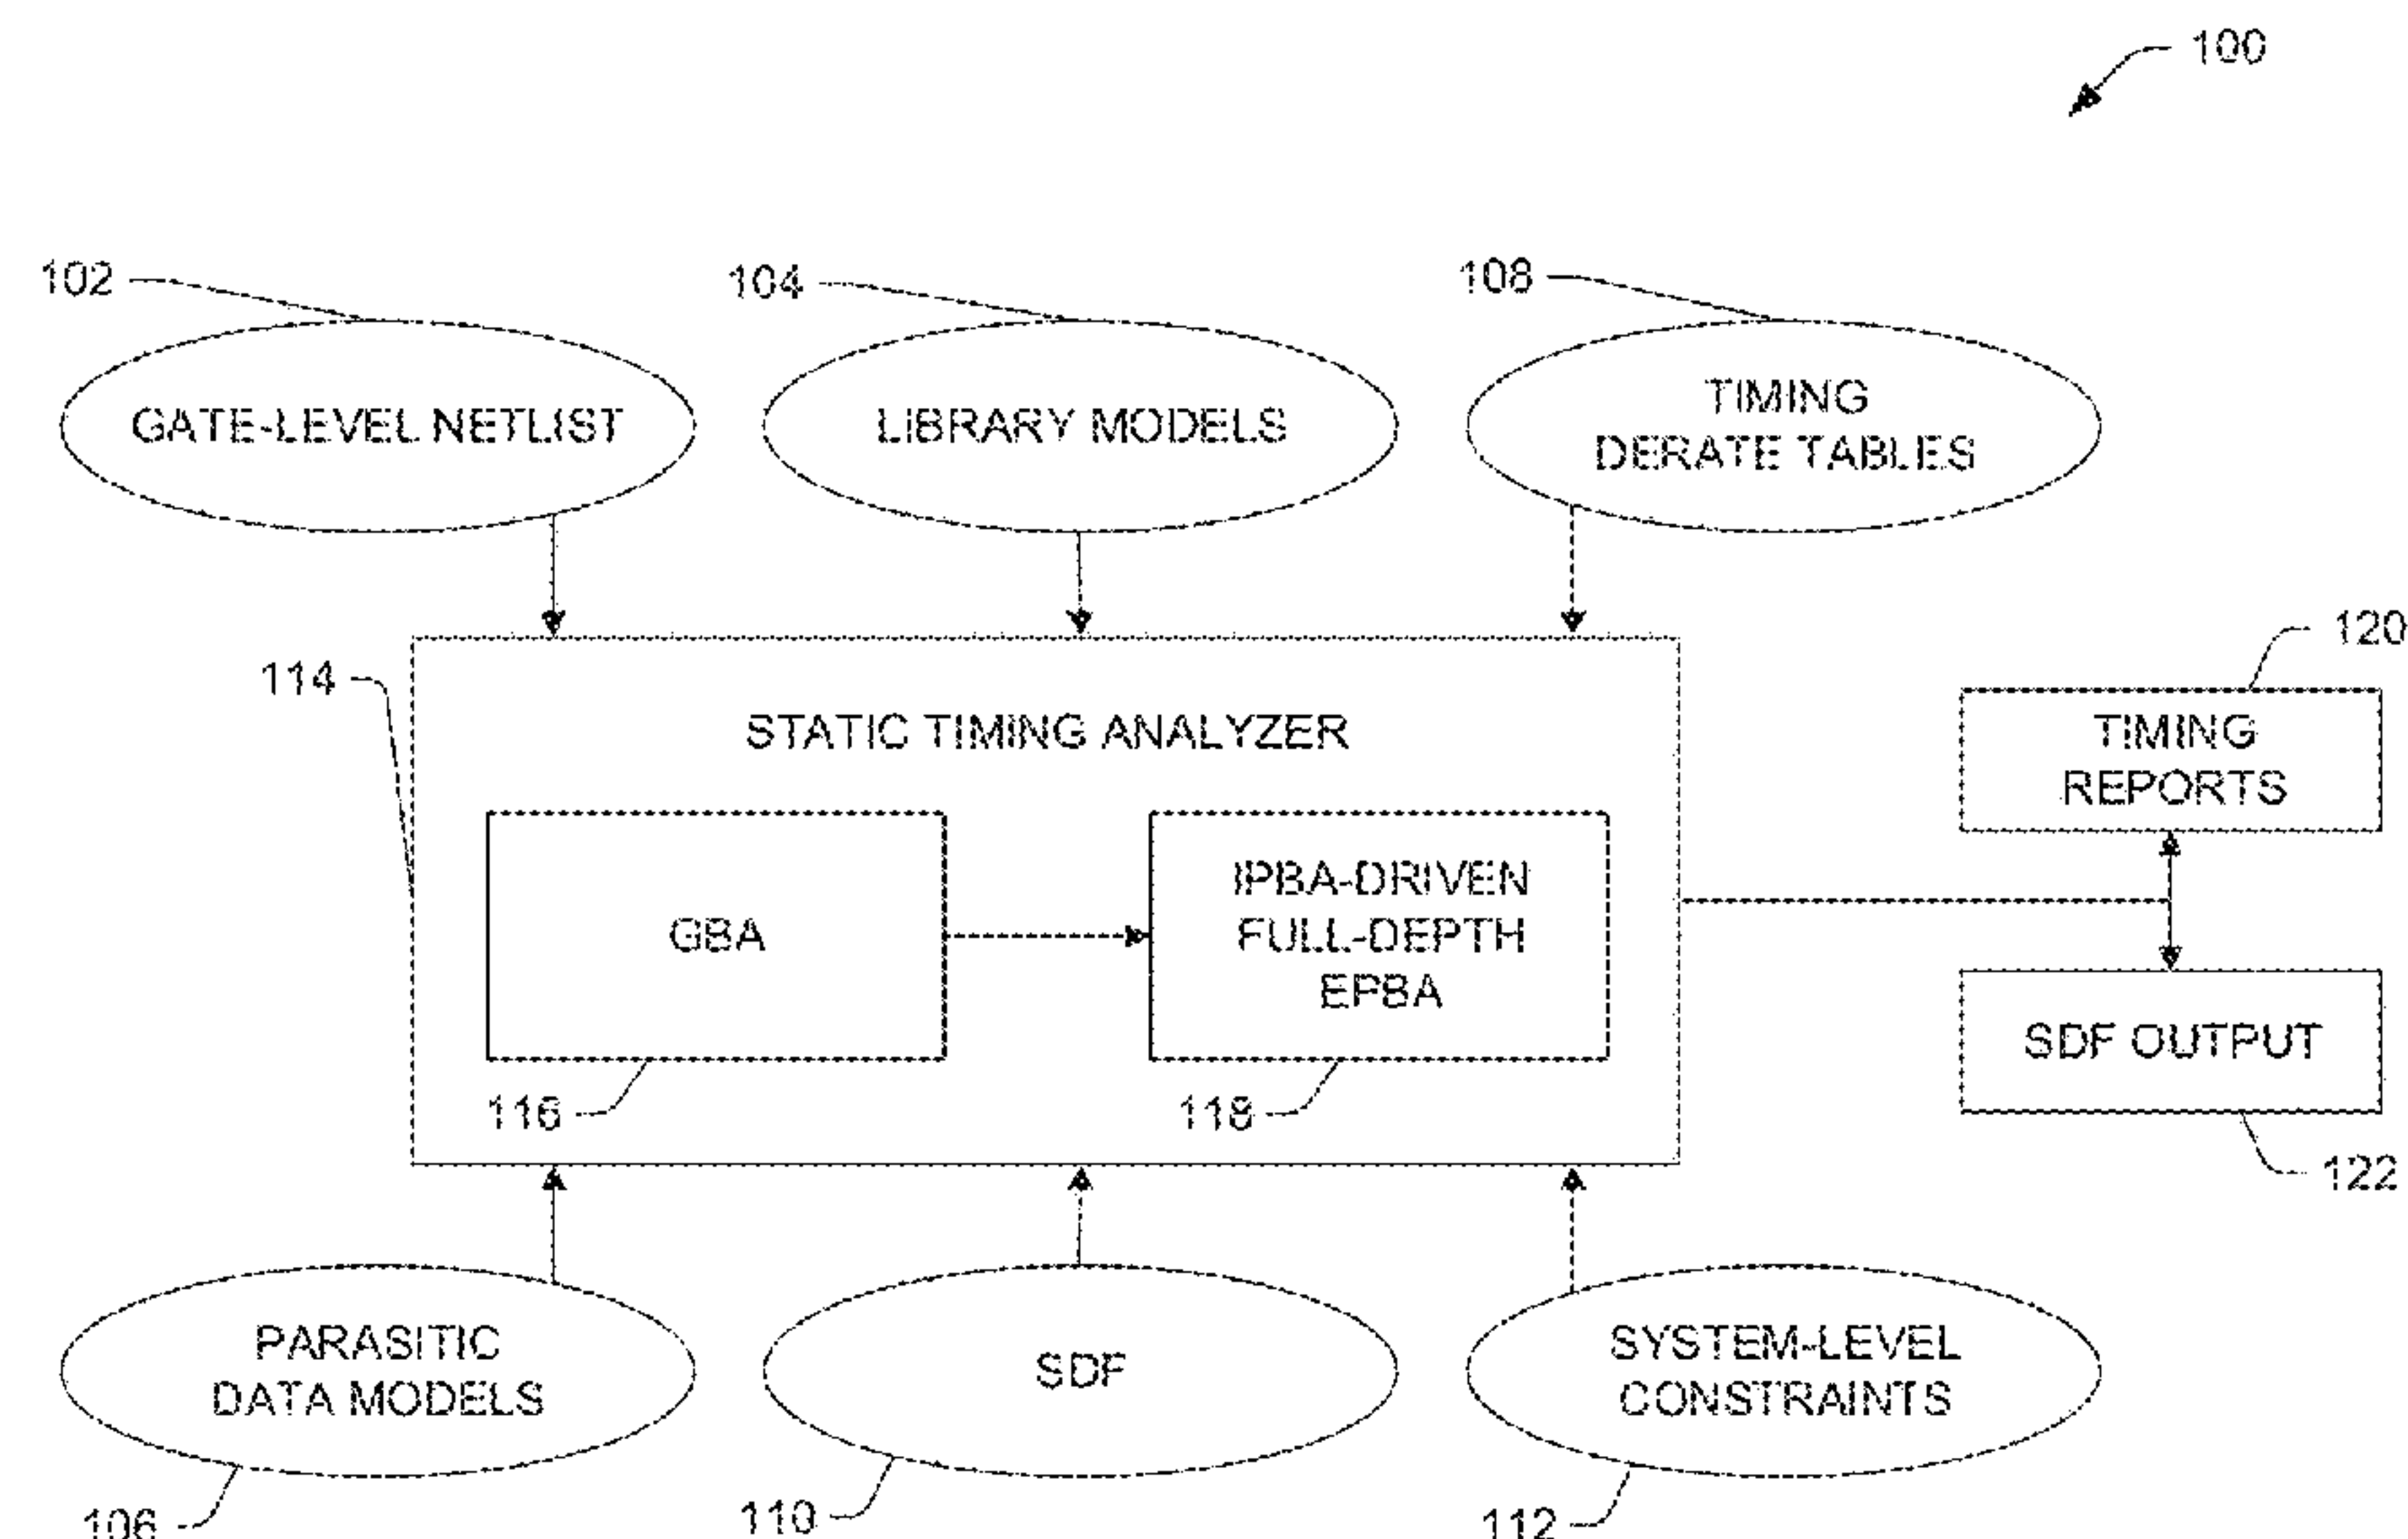 100
102
104
108
GATE-LEVEL NETLIST
LIBRARY MODELS
TIMING
DERATE TABLES
114
STATIC TIMING ANALYZER
120
TIMING
REPORTS
GBA
IPBA-DRIVEN
FULL-DEPTH
EPBA
SDF OUTPUT
116
118
122
PARASITIC
DATA MODELS
SDF
SYSTEM-LEVEL
CONSTRAINTS
106
110
112